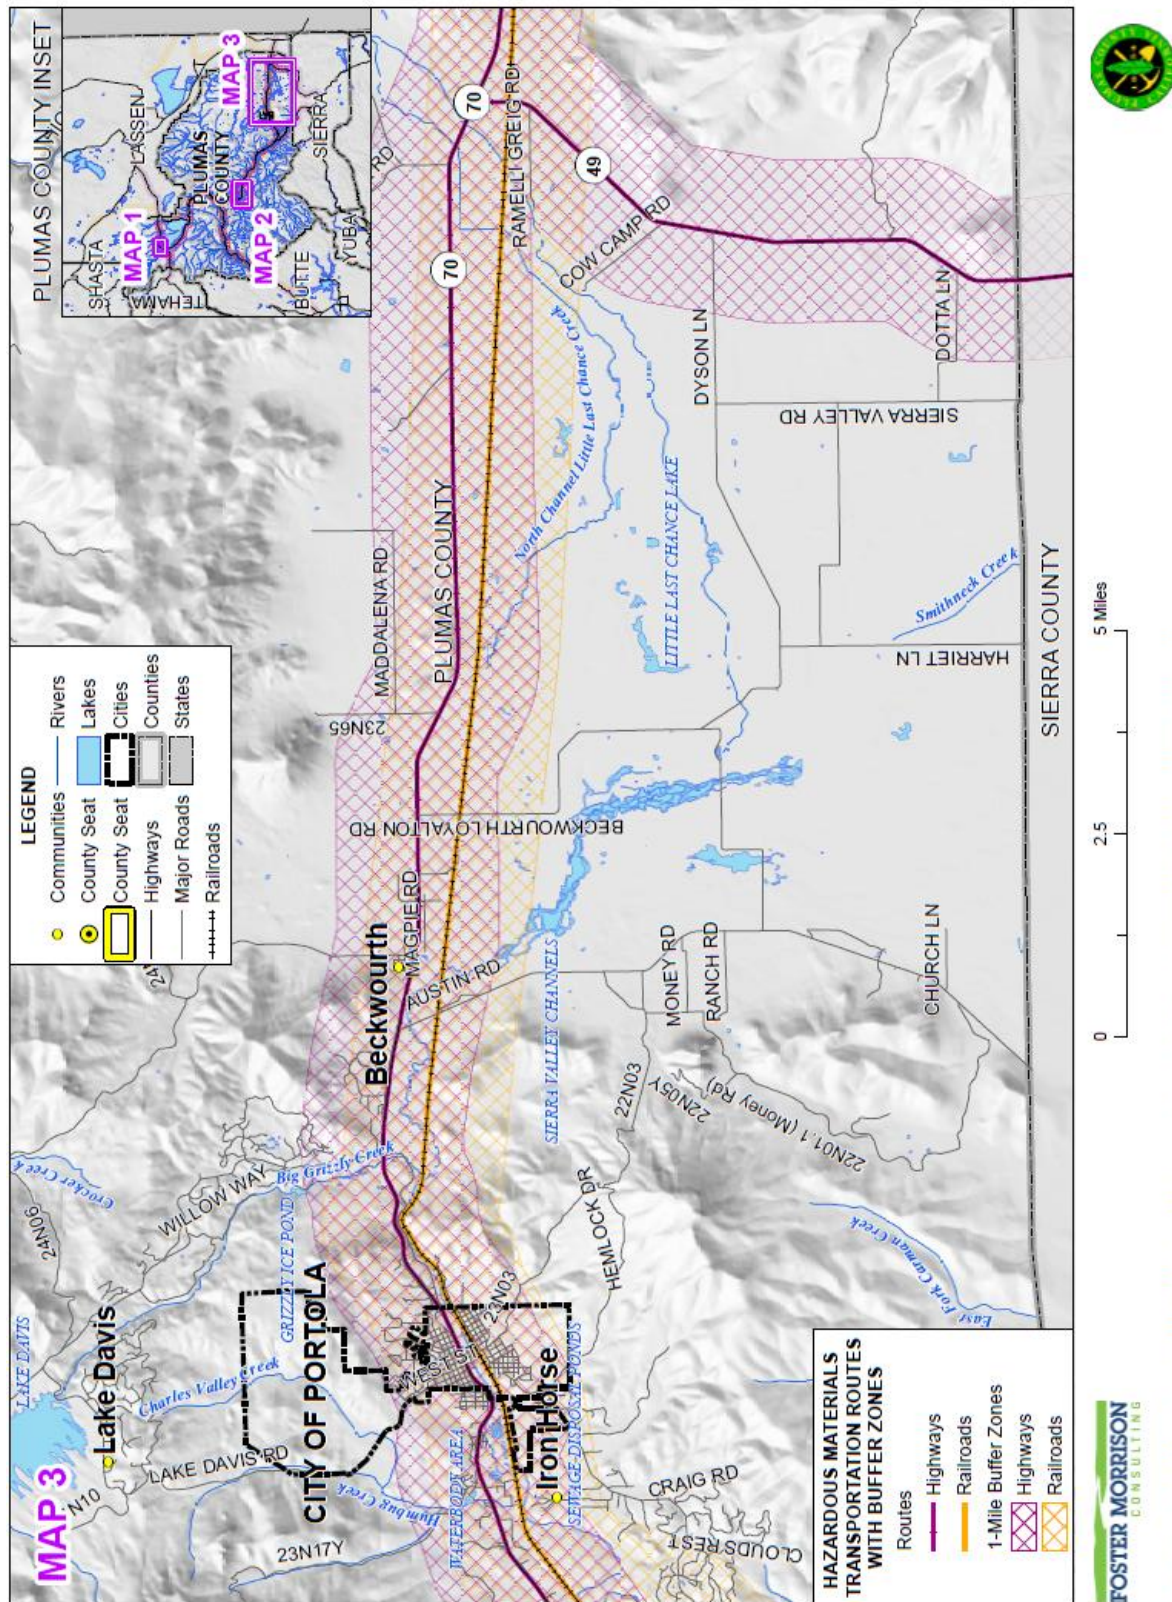 MAP 3
LAKE DAVIS
Lake Davis
N10
LAKE DAVIS RD
24N06
Crocker Creek
WILLOW WAY
Big Grizzly Creek
GRIZZLY ICE POND
Charles Valley Creek
CITY OF PORTOLA
Humbug Creek
23N17Y
WATERBODY AREA
WEST ST
23N03
Iron Horse
SEWAGE DISPOSAL PONDS
CRAIG RD
CLOUDS REST
HEMLOCK DR
22N03
22N05Y
22N01.1 (Money Rd)
East Fork Carman Creek
Beckwourth
MAGPIE RD
AUSTIN RD
SIERRA VALLEY CHANNELS
MONEY RD
RANCH RD
CHURCH LN
BECKWOURTH LOYALTON RD
23N65
MADDALENA RD
PLUMAS COUNTY
North Channel Little Last Chance Creek
LITTLE LAST CHANCE LAKE
HARRIET LN
Smithneck Creek
SIERRA VALLEY RD
DYSON LN
DOTTA LN
COW CAMP RD
RAMELLI GREIG RD
RD
70
70
49
SIERRA COUNTY
LEGEND
Communities
County Seat
County Seat
Highways
Major Roads
Railroads
Rivers
Lakes
Cities
Counties
States
PLUMAS COUNTY INSET
SHASTA
LASSEN
TEHAMA
PLUMAS
COUNTY
BUTTE
YUBA
SIERRA
MAP 1
MAP 2
MAP 3
HAZARDOUS MATERIALS
TRANSPORTATION ROUTES
WITH BUFFER ZONES
Routes
Highways
Railroads
1-Mile Buffer Zones
Highways
Railroads
0
2.5
5 Miles
FOSTER MORRISON
CONSULTING